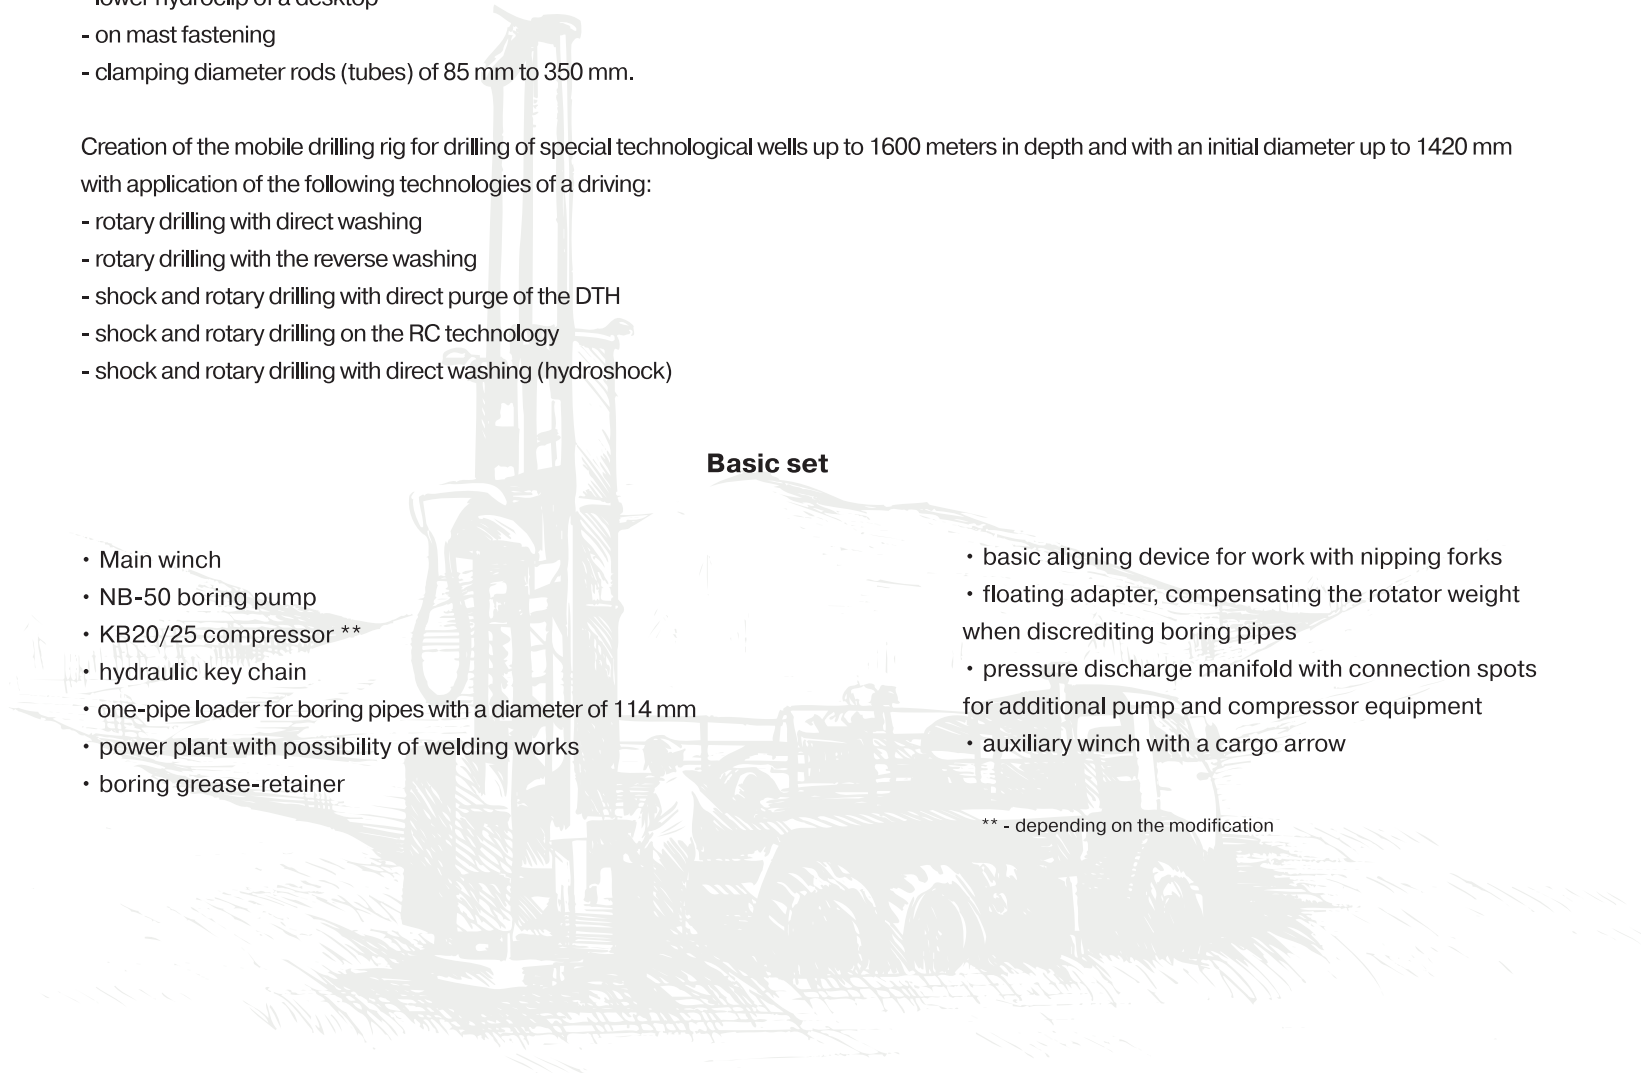 - lower hydroclip of a desktop
- on mast fastening
- clamping diameter rods (tubes) of 85 mm to 350 mm.
Creation of the mobile drilling rig for drilling of special technological wells up to 1600 meters in depth and with an initial diameter up to 1420 mm
with application of the following technologies of a driving:
- rotary drilling with direct washing
- rotary drilling with the reverse washing
- shock and rotary drilling with direct purge of the DTH
- shock and rotary drilling on the RC technology
- shock and rotary drilling with direct washing (hydroshock)
Basic set
• Main winch
• NB-50 boring pump
• KB20/25 compressor **
• hydraulic key chain
• one-pipe loader for boring pipes with a diameter of 114 mm
• power plant with possibility of welding works
• boring grease-retainer
• basic aligning device for work with nipping forks
• floating adapter, compensating the rotator weight
when discrediting boring pipes
• pressure discharge manifold with connection spots
for additional pump and compressor equipment
• auxiliary winch with a cargo arrow
** - depending on the modification